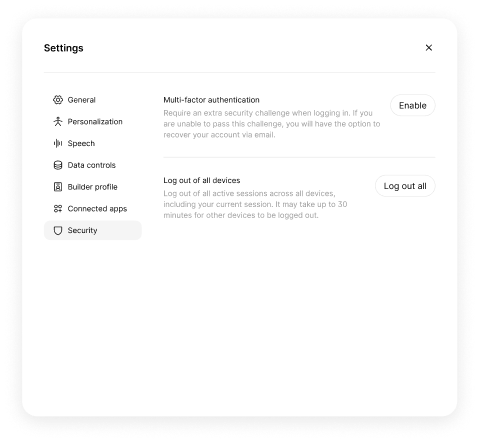 Settings
General
Personalization
Speech
Data controls
Builder profile
Connected apps
Security
Multi-factor authentication
Require an extra security challenge when logging in. If you
are unable to pass this challenge, you will have the option to
recover your account via email.
Enable
Log out of all devices
Log out of all active sessions across all devices,
including your current session. It may take up to 30
minutes for other devices to be logged out.
Log out all